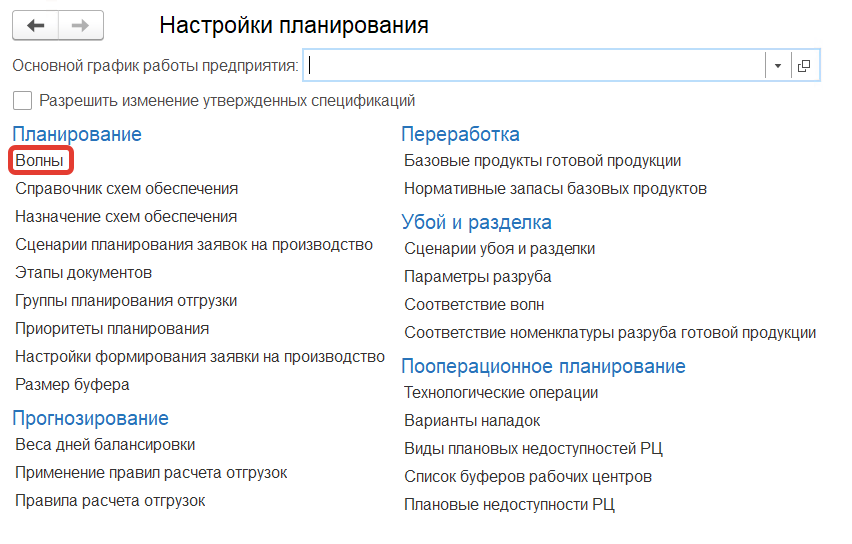 Настройки планирования
Основной график работы предприятия:
Разрешить изменение утвержденных спецификаций
Планирование
Волны
Справочник схем обеспечения
Назначение схем обеспечения
Сценарии планирования заявок на производство
Этапы документов
Группы планирования отгрузки
Приоритеты планирования
Настройки формирования заявки на производство
Размер буфера
Прогнозирование
Веса дней балансировки
Применение правил расчета отгрузок
Правила расчета отгрузок
Переработка
Базовые продукты готовой продукции
Нормативные запасы базовых продуктов
Убой и разделка
Сценарии убоя и разделки
Параметры разруба
Соответствие волн
Соответствие номенклатуры разруба готовой продукции
Пооперационное планирование
Технологические операции
Варианты наладок
Виды плановых недоступностей РЦ
Список буферов рабочих центров
Плановые недоступности РЦ